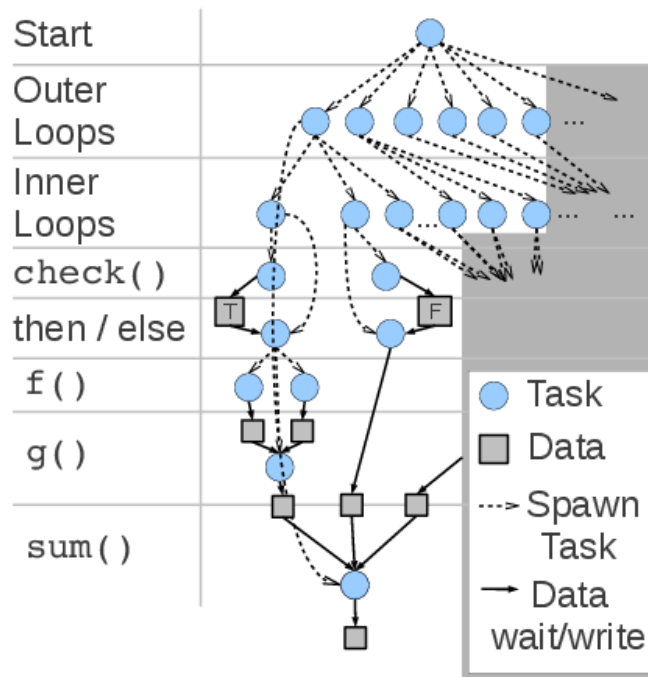 Start
Outer
Loops
...
Inner
Loops
...
...
...
check()
T
F
then / else
f()
Task
g()
Data
Spawn
Task
sum()
Data
wait/write